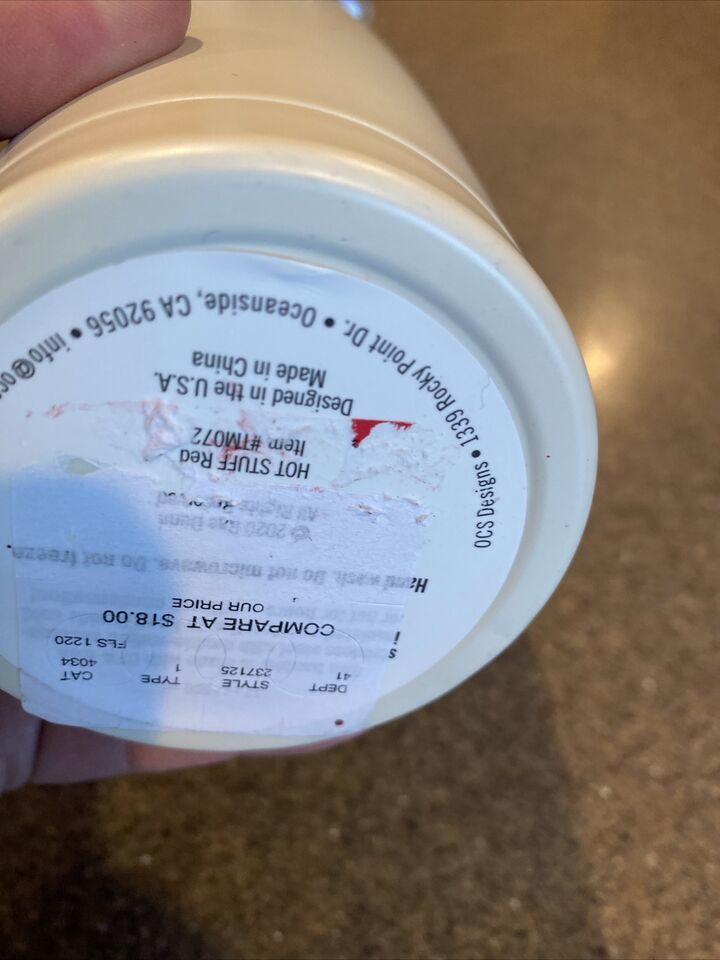 OCS Designs • 1339 Rocky Point Dr. • Oceanside, CA 92056 • info@oc
Made in China
Designed in the U.S.A.
Item #TM072
HOT STUFF Red
All Rights Reserved
© 2020 Rae Dunn
Hand wash. Do not microwave. Do not freeze
OUR PRICE
COMPARE AT $18.00
DEPT STYLE TYPE CAT
41 237125 1 4034
FLS 1220